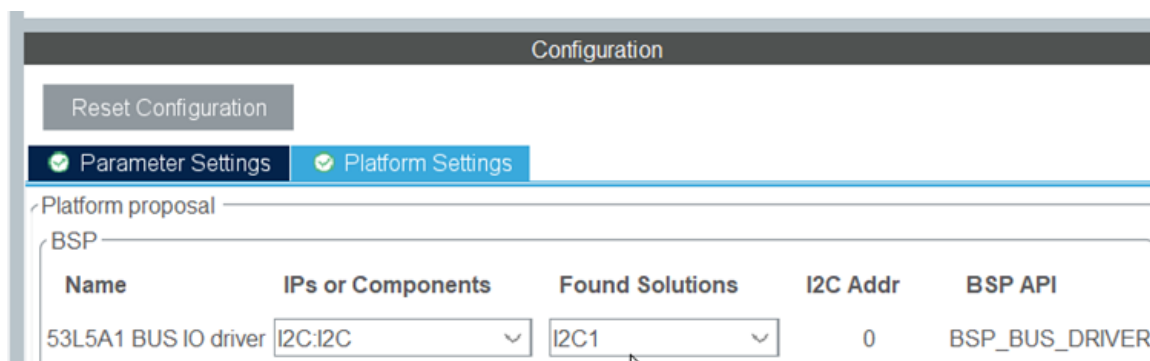 Configuration
Reset Configuration
Parameter Settings Platform Settings
Platform proposal
BSP
Name IPs or Components Found Solutions I2C Addr BSP API
53L5A1 BUS IO driver I2C:I2C I2C1 0 BSP_BUS_DRIVER